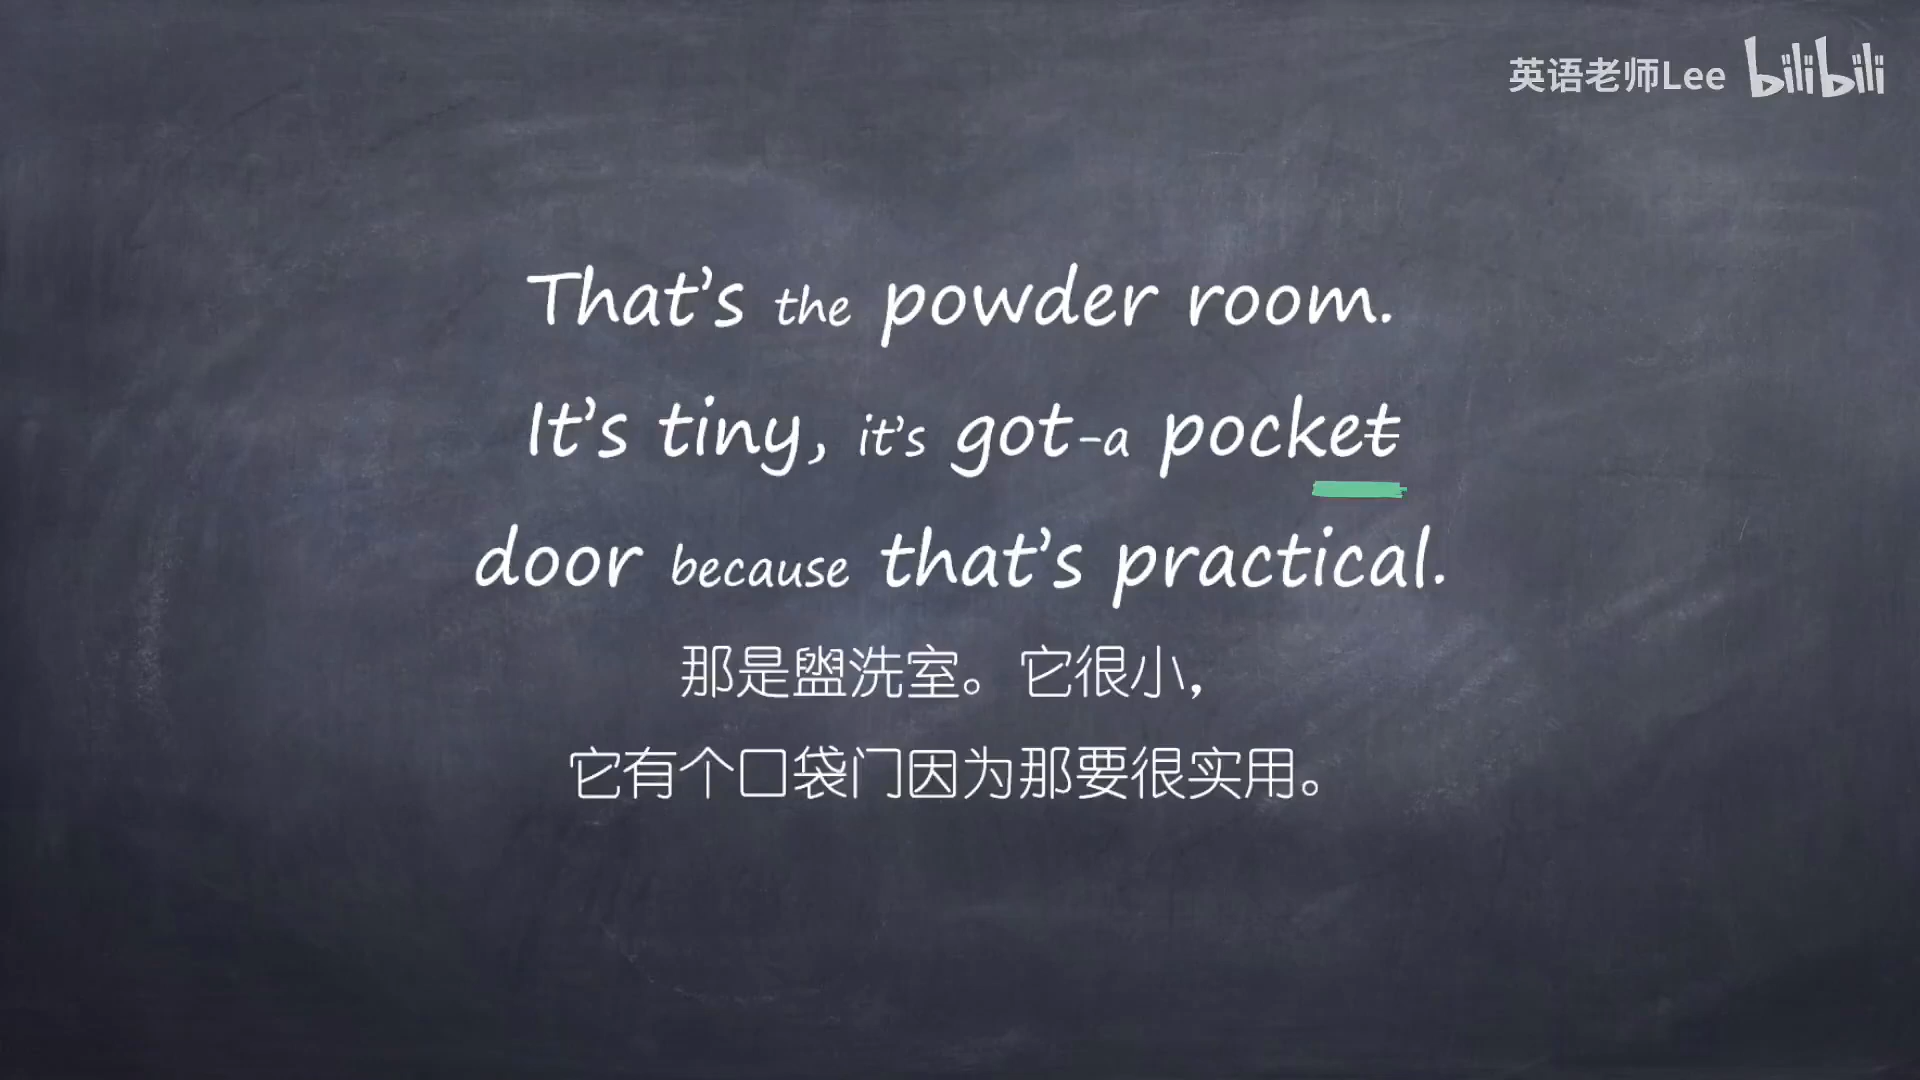 英语老师Lee bilibili
That's the powder room.
It's tiny, it's got-a pocket
door because that's practical.
那是盥洗室。它很小，
它有个口袋门因为那要很实用。